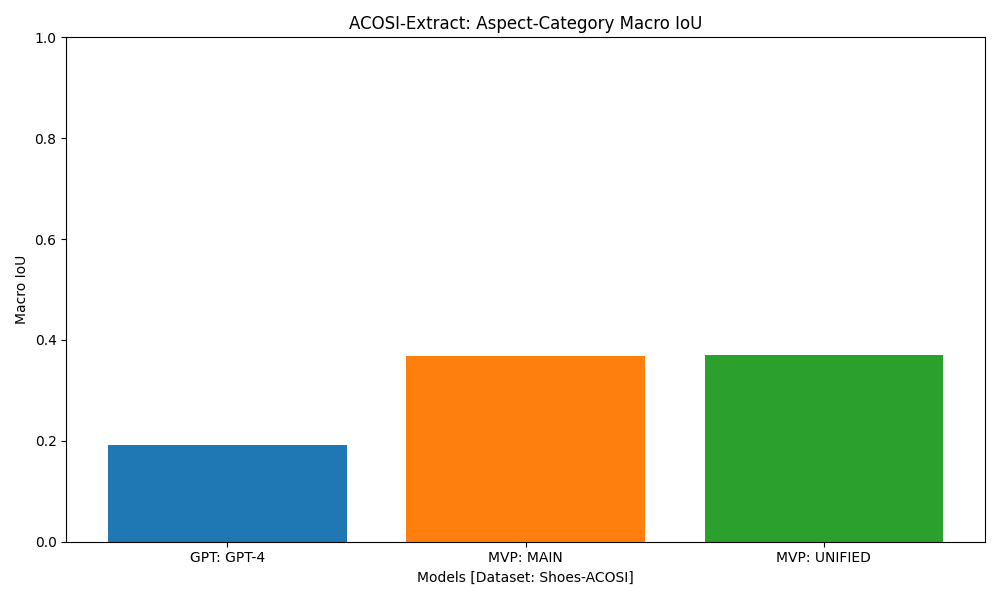 ACOSI-Extract: Aspect-Category Macro IoU
1.0
0.8
0.6
0.4
0.2
0.0
Macro IoU
GPT: GPT-4
MVP: MAIN
MVP: UNIFIED
Models [Dataset: Shoes-ACOSI]